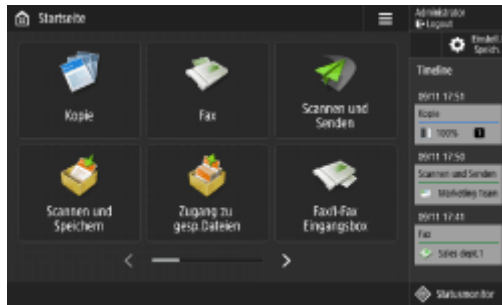 Startseite
Kopie
Fax
Scannen und
Senden
Scannen und
Speichern
Zugang zu
gesp.Dateien
Fax/I-Fax
Eingangsbox
Administrator
Logout
Einstell./
Speich.
Timeline
09/11 17:51
Kopie
100% 1
09/11 17:50
Scannen und Senden
Marketing Team
09/11 17:41
Fax
Sales dept.1
Statusmonitor